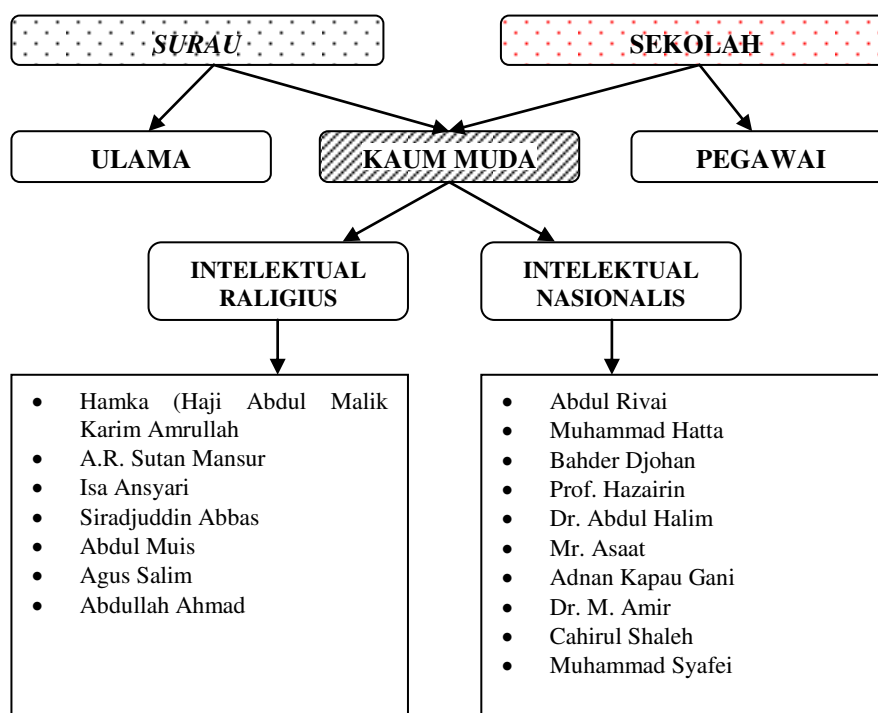 SURAU
SEKOLAH
ULAMA
KAUM MUDA
PEGAWAI
INTELEKTUAL
RALIGIUS
INTELEKTUAL
NASIONALIS
• Hamka (Haji Abdul Malik
Karim Amrullah
• A.R. Sutan Mansur
• Isa Ansyari
• Siradjuddin Abbas
• Abdul Muis
• Agus Salim
• Abdullah Ahmad
• Abdul Rivai
• Muhammad Hatta
• Bahder Djohan
• Prof. Hazairin
• Dr. Abdul Halim
• Mr. Asaat
• Adnan Kapau Gani
• Dr. M. Amir
• Cahirul Shaleh
• Muhammad Syafei